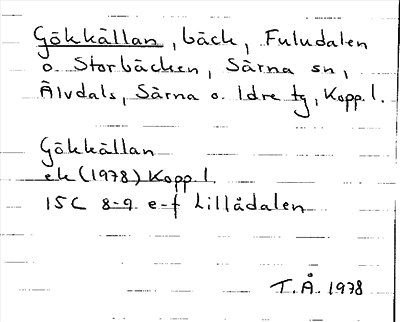 Gökkällan, bäck, Fuludalen
o. Storbäcken, Särna sn,
Älvdals, Särna o. Idre tg, Kopp. l.
Gökkällan
ek (1978) Kopp. l.
15C 8-9 e-f Lillådalen
T.Å. 1978